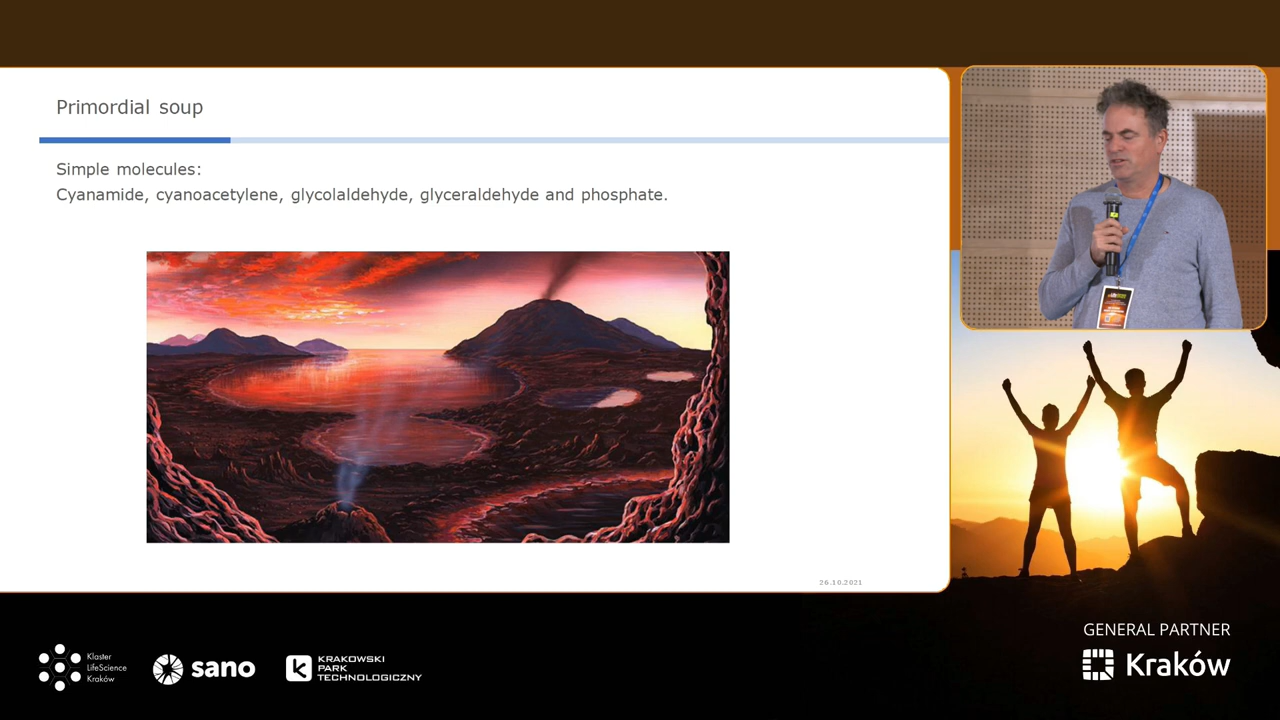 Primordial soup
Simple molecules:
Cyanamide, cyanoacetylene, glycolaldehyde, glyceraldehyde and phosphate.
26.10.2021
GENERAL PARTNER
Kraków
Klaster
LifeScience
Kraków
sano
KRAKOWSKI
PARK
TECHNOLOGICZNY